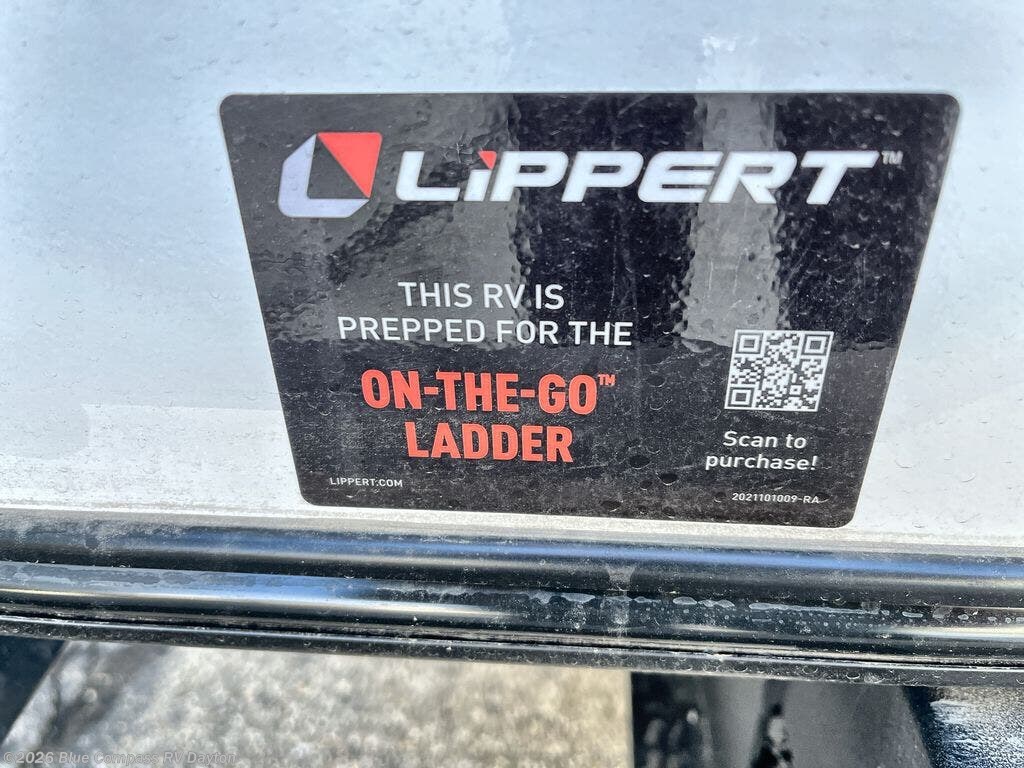 LiPPERT™
THIS RV IS
PREPPED FOR THE
ON-THE-GO™
LADDER
Scan to
purchase!
LIPPERT.COM
2021101009-RA
©2026 Blue Compass RV Dayton